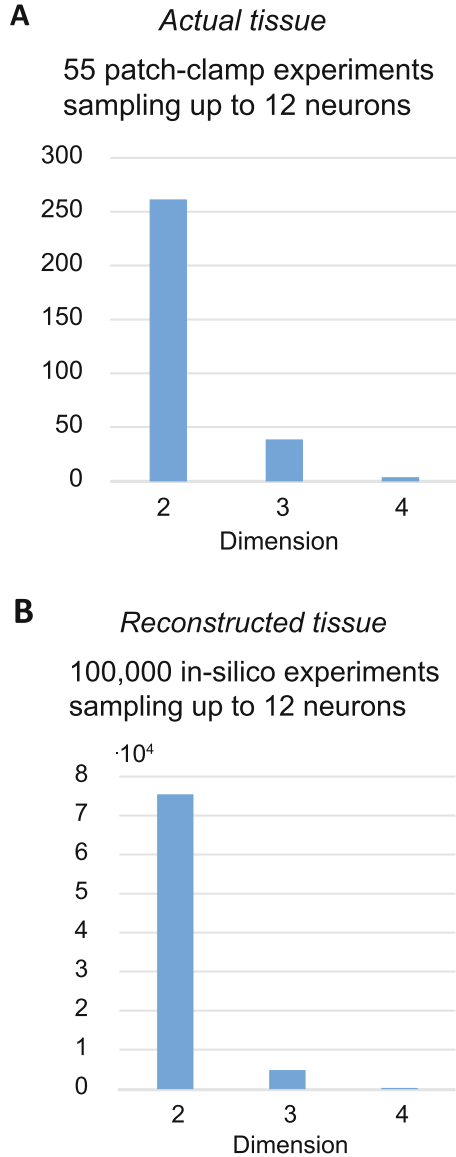 A
Actual tissue
55 patch-clamp experiments
sampling up to 12 neurons
300
250
200
150
100
50
0
2 3 4
Dimension
B
Reconstructed tissue
100,000 in-silico experiments
sampling up to 12 neurons
·10⁴
8
7
6
5
4
3
2
1
0
2 3 4
Dimension